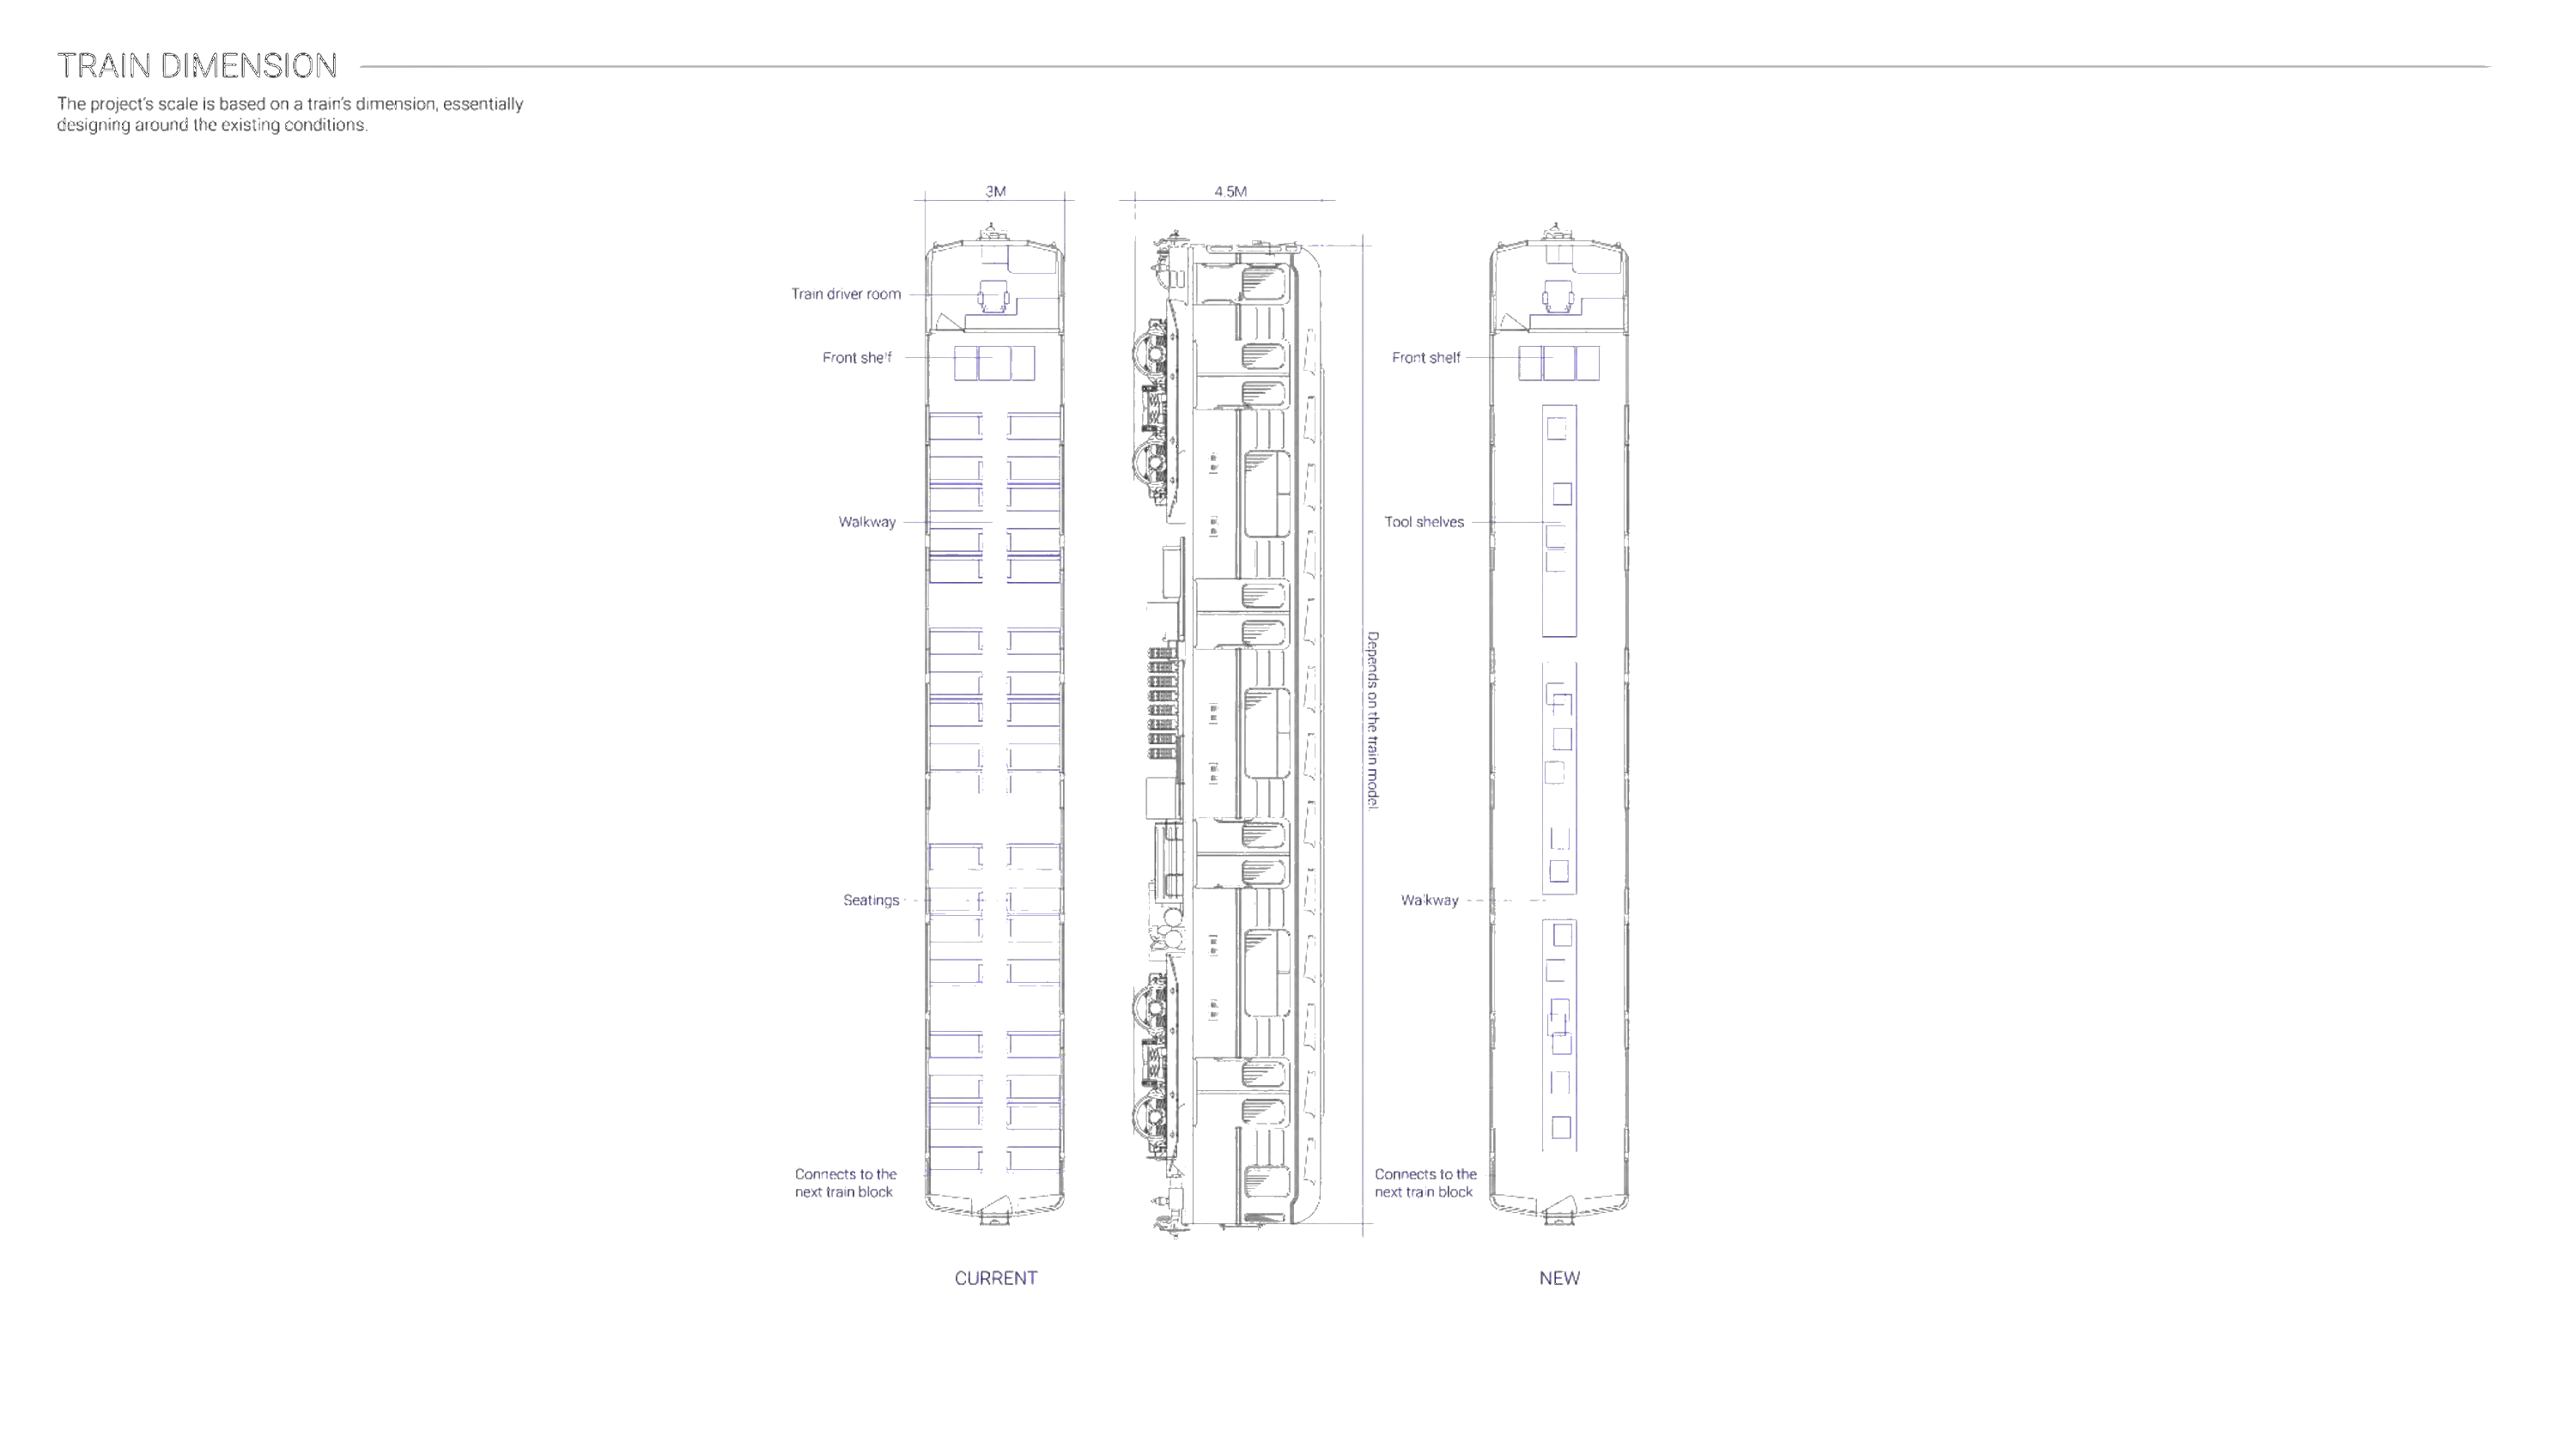 TRAIN DIMENSION
The project's scale is based on a train's dimension, essentially
designing around the existing conditions.
3M
4.5M
Train driver room
Front shelf
Front shelf
Walkway
Tool shelves
Depends on the train model.
Seatings
Walkway
Connects to the
next train block
Connects to the
next train block
CURRENT
NEW